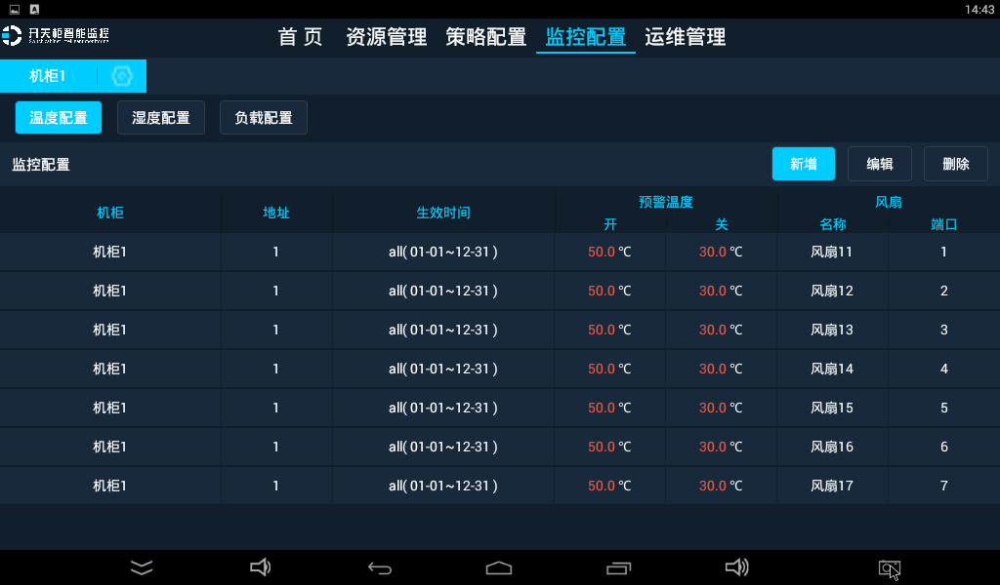 14:43
开天柜智能监控
首 页 资源管理 策略配置 监控配置 运维管理
机柜1
温度配置 湿度配置 负载配置
监控配置 新增 编辑 删除
机柜 地址 生效时间 预警温度 风扇
开 关 名称 端口
机柜1 1 all( 01-01~12-31 ) 50.0 ℃ 30.0 ℃ 风扇11 1
机柜1 1 all( 01-01~12-31 ) 50.0 ℃ 30.0 ℃ 风扇12 2
机柜1 1 all( 01-01~12-31 ) 50.0 ℃ 30.0 ℃ 风扇13 3
机柜1 1 all( 01-01~12-31 ) 50.0 ℃ 30.0 ℃ 风扇14 4
机柜1 1 all( 01-01~12-31 ) 50.0 ℃ 30.0 ℃ 风扇15 5
机柜1 1 all( 01-01~12-31 ) 50.0 ℃ 30.0 ℃ 风扇16 6
机柜1 1 all( 01-01~12-31 ) 50.0 ℃ 30.0 ℃ 风扇17 7